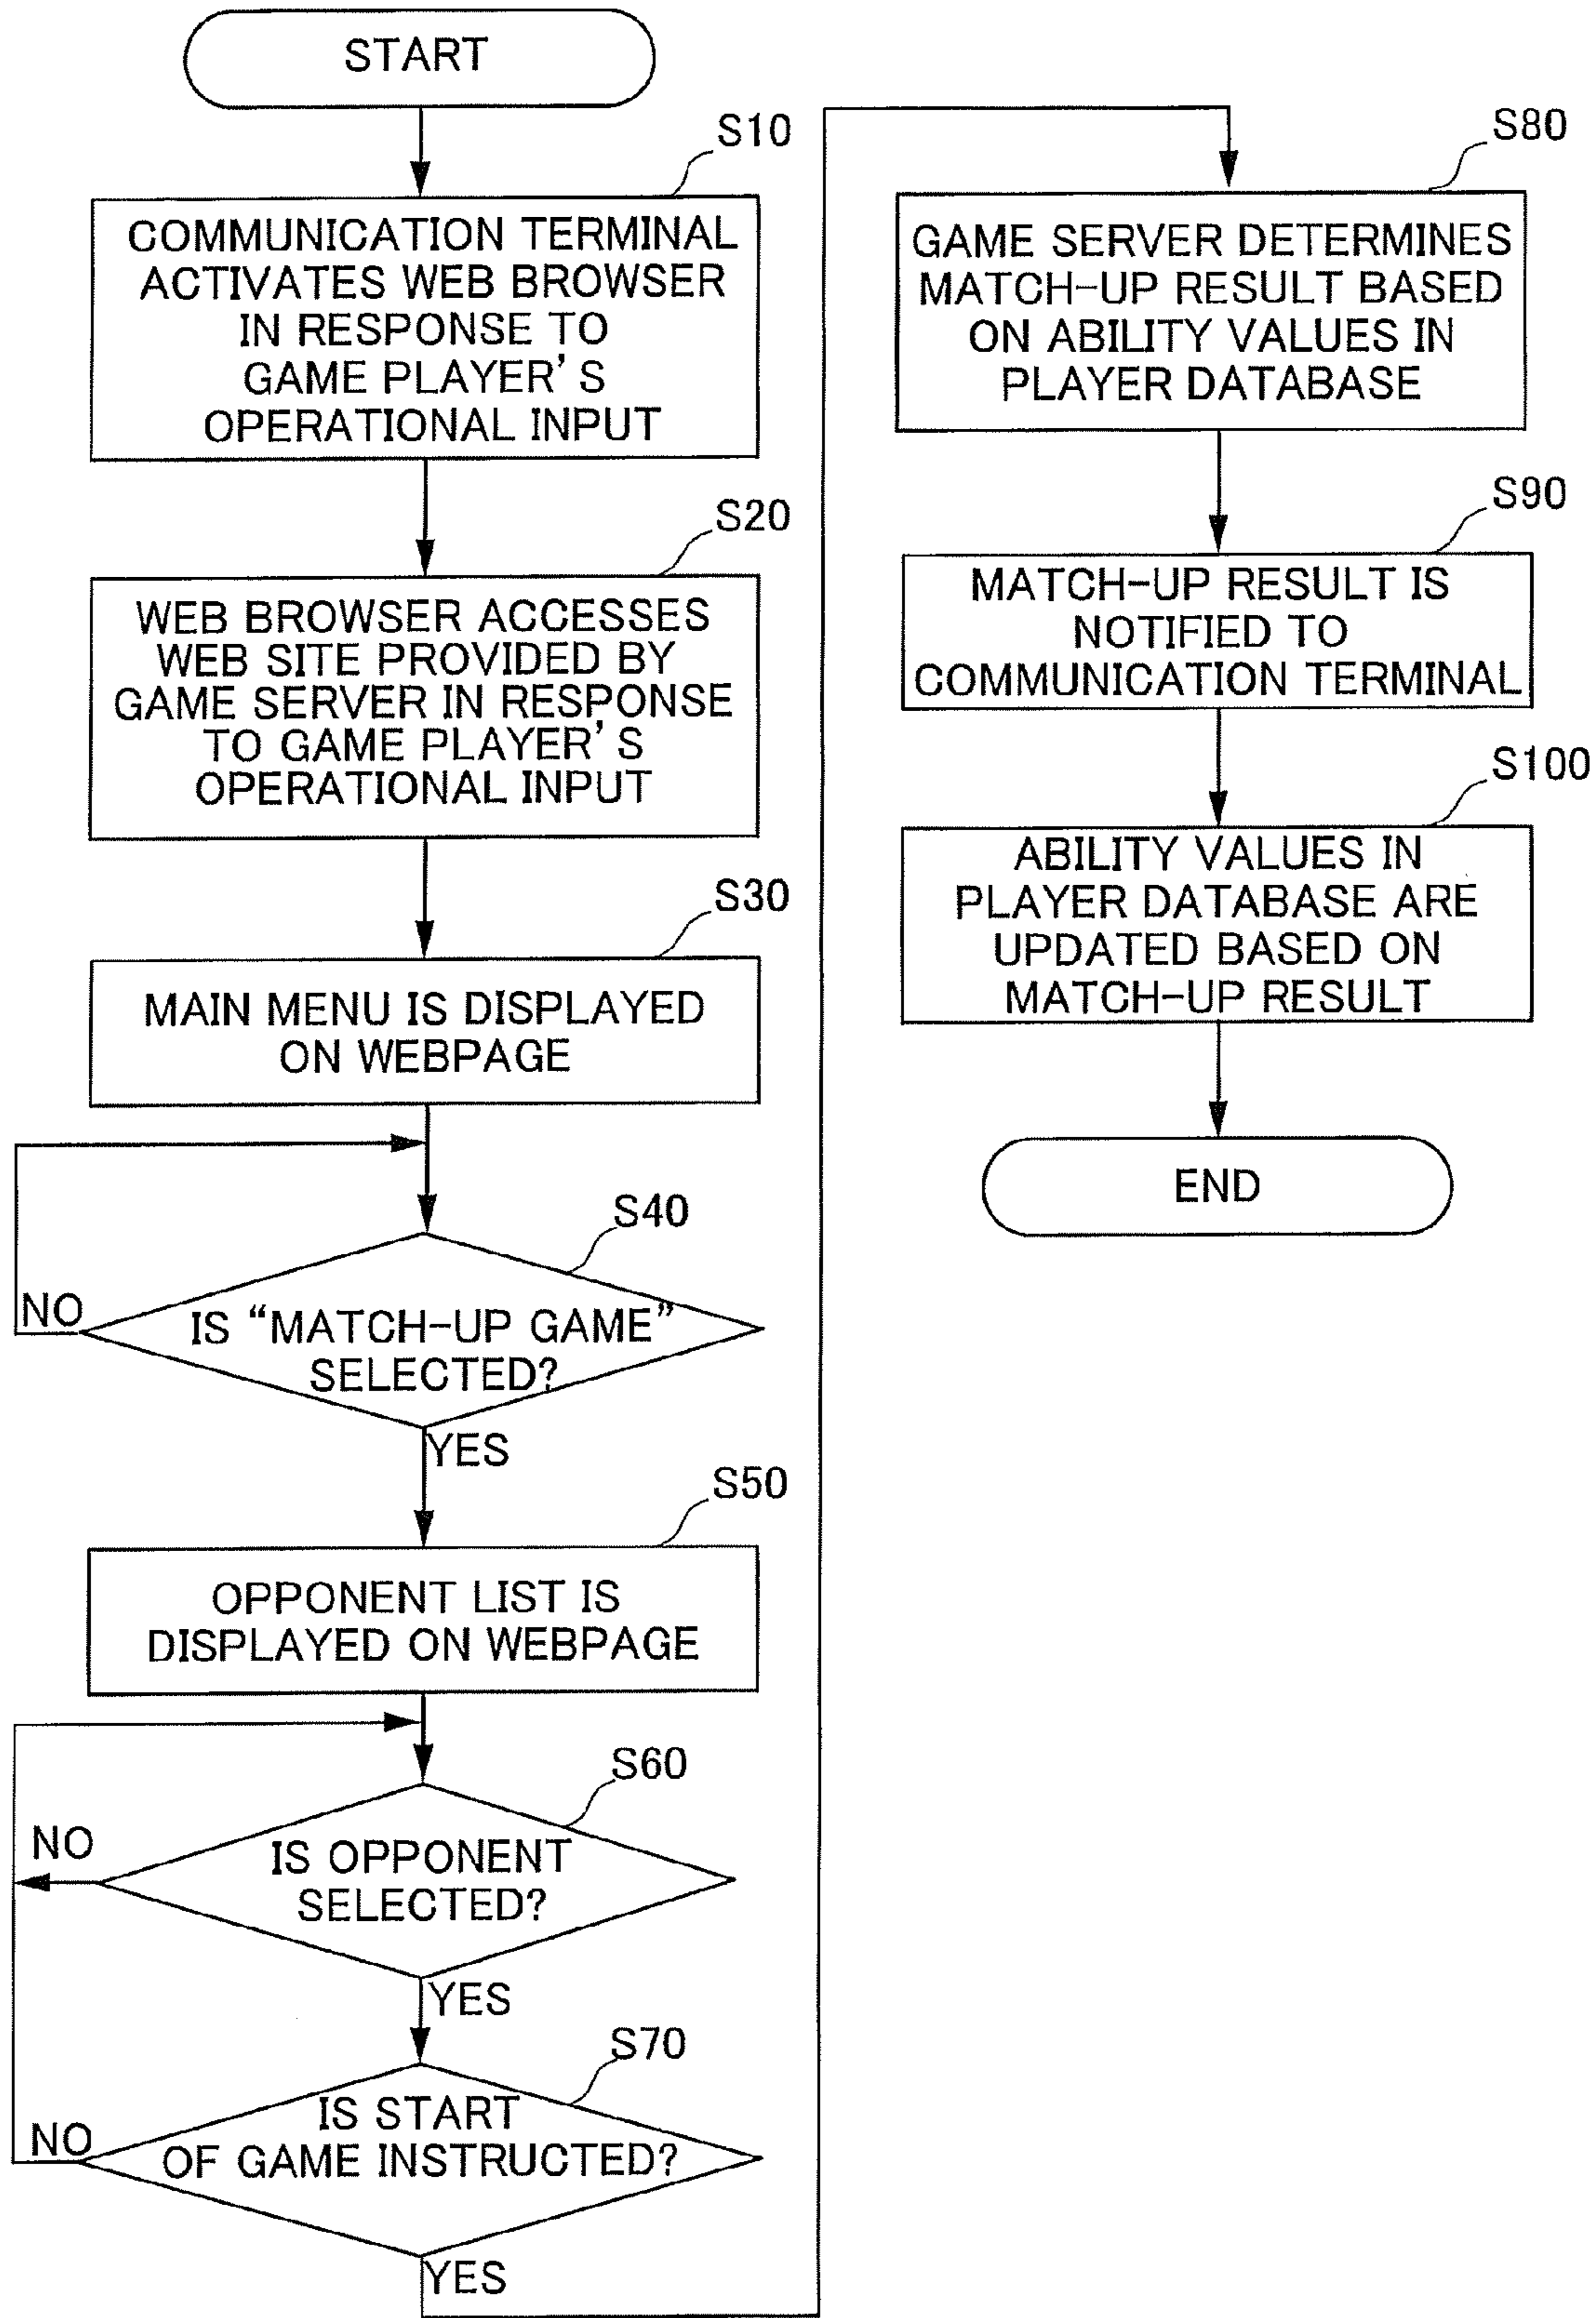 START
S10
COMMUNICATION TERMINAL
ACTIVATES WEB BROWSER
IN RESPONSE TO
GAME PLAYER'S
OPERATIONAL INPUT
S20
WEB BROWSER ACCESSES
WEB SITE PROVIDED BY
GAME SERVER IN RESPONSE
TO GAME PLAYER'S
OPERATIONAL INPUT
S30
MAIN MENU IS DISPLAYED
ON WEBPAGE
S40
NO
IS “MATCH-UP GAME”
SELECTED?
YES
S50
OPPONENT LIST IS
DISPLAYED ON WEBPAGE
S60
NO
IS OPPONENT
SELECTED?
YES
S70
NO
IS START
OF GAME INSTRUCTED?
YES
S80
GAME SERVER DETERMINES
MATCH-UP RESULT BASED
ON ABILITY VALUES IN
PLAYER DATABASE
S90
MATCH-UP RESULT IS
NOTIFIED TO
COMMUNICATION TERMINAL
S100
ABILITY VALUES IN
PLAYER DATABASE ARE
UPDATED BASED ON
MATCH-UP RESULT
END